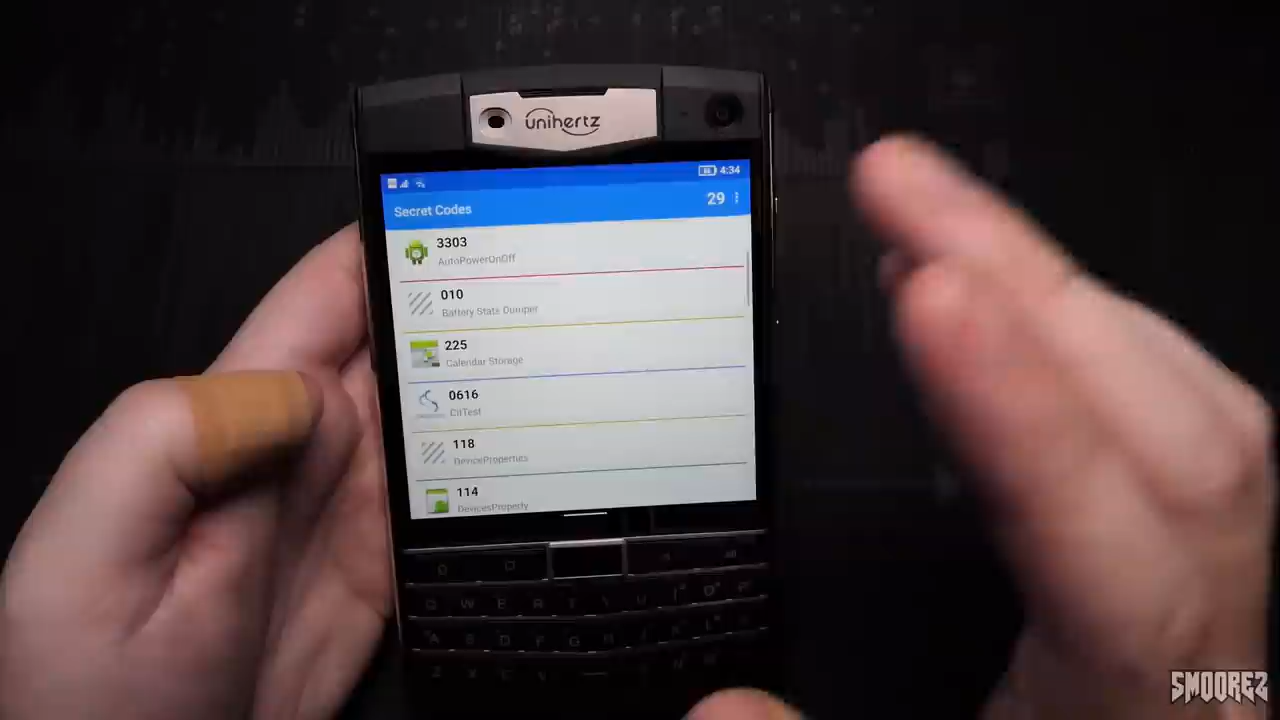 unihertz
4:34
Secret Codes
29
3303
AutoPowerOnOff
010
Battery Stats Dumper
225
Calendar Storage
0616
CitTest
118
DeviceProperties
114
DevicesProperty
Q W E R T Y U I O P
A S D F G H
SMOOREZ